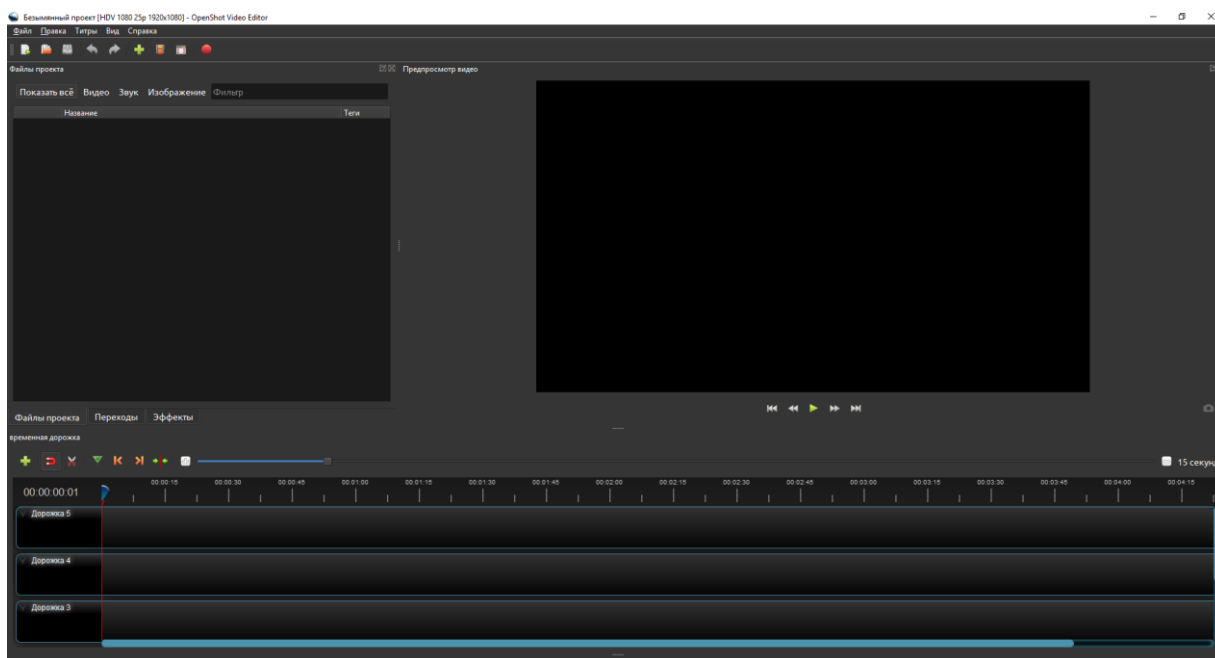 Безымянный проект [HDV 1080 25p 1920x1080] - OpenShot Video Editor
Файл Правка Титры Вид Справка
Файлы проекта
Предпросмотр видео
Показать всё Видео Звук Изображение Фильтр
Название Теги
Файлы проекта Переходы Эффекты
временная дорожка
15 секунд
00:00:00:01
00:00:15 00:00:30 00:00:45 00:01:00 00:01:15 00:01:30 00:01:45 00:02:00 00:02:15 00:02:30 00:02:45 00:03:00 00:03:15 00:03:30 00:03:45 00:04:00 00:04:15
Дорожка 5
Дорожка 4
Дорожка 3